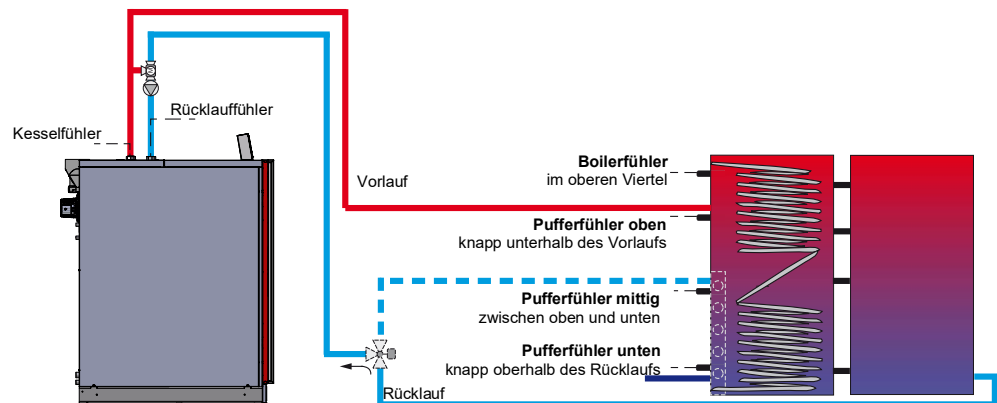 Rücklauffühler
Kesselfühler
Vorlauf
Boilerfühler
im oberen Viertel
Pufferfühler oben
knapp unterhalb des Vorlaufs
Pufferfühler mittig
zwischen oben und unten
Pufferfühler unten
knapp oberhalb des Rücklaufs
Rücklauf